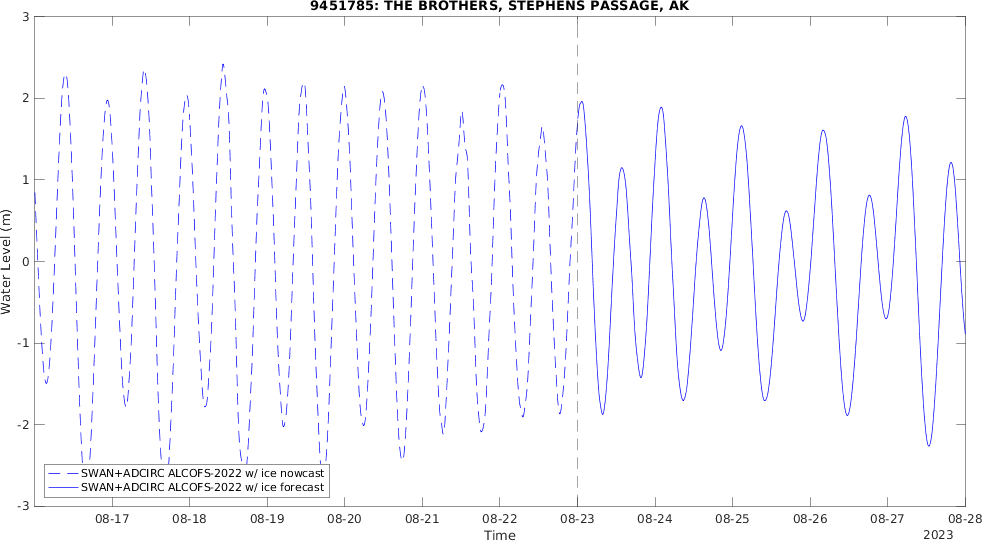 9451785: THE BROTHERS, STEPHENS PASSAGE, AK
Water Level (m)
3
2
1
0
-1
-2
-3
SWAN+ADCIRC ALCOFS-2022 w/ ice nowcast
SWAN+ADCIRC ALCOFS-2022 w/ ice forecast
08-17 08-18 08-19 08-20 08-21 08-22 08-23 08-24 08-25 08-26 08-27 08-28
Time
2023